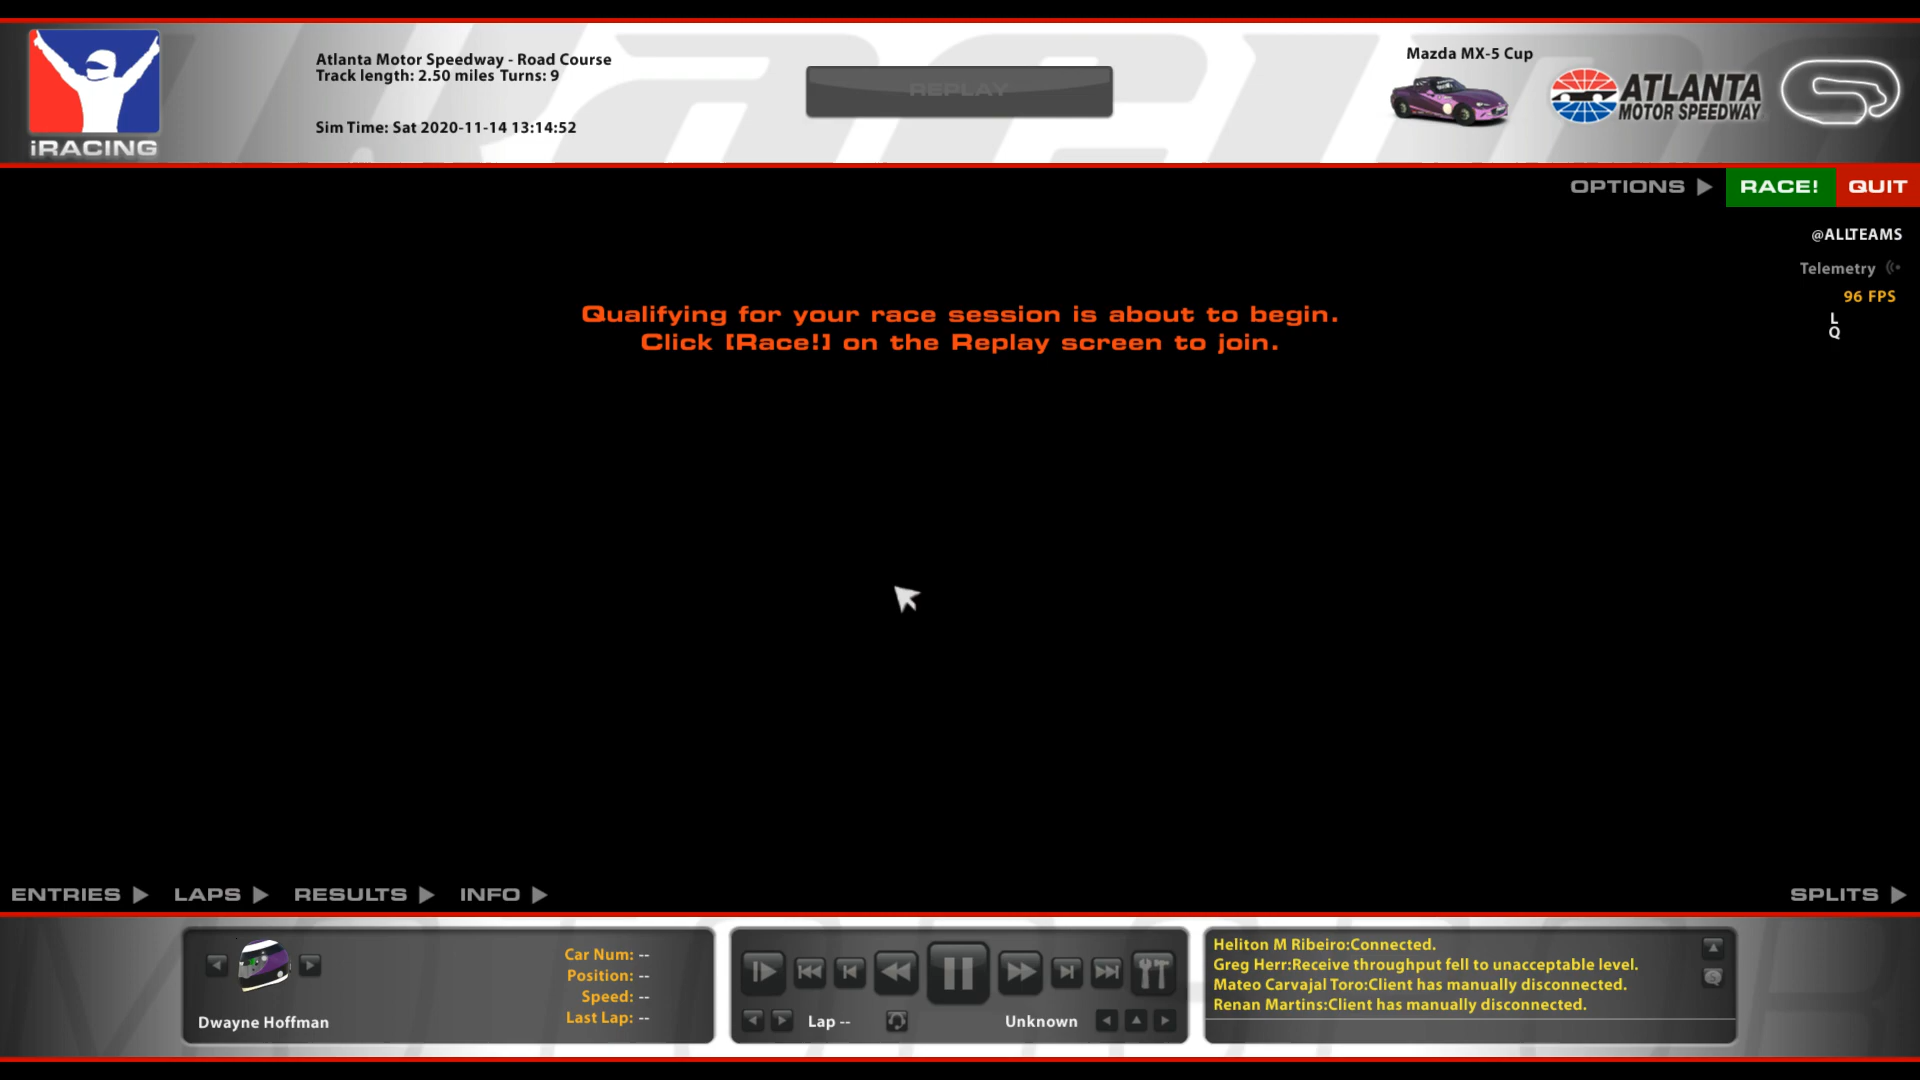 iRACING
Atlanta Motor Speedway - Road Course
Track length: 2.50 miles Turns: 9
Sim Time: Sat 2020-11-14 13:14:52
REPLAY
Mazda MX-5 Cup
ATLANTA
MOTOR SPEEDWAY
OPTIONS
RACE!
QUIT
@ALLTEAMS
Telemetry
96 FPS
L
Q
Qualifying for your race session is about to begin.
Click [Race!] on the Replay screen to join.
ENTRIES
LAPS
RESULTS
INFO
SPLITS
Dwayne Hoffman
Car Num: --
Position: --
Speed: --
Last Lap: --
Lap --
Unknown
Heliton M Ribeiro:Connected.
Greg Herr:Receive throughput fell to unacceptable level.
Mateo Carvajal Toro:Client has manually disconnected.
Renan Martins:Client has manually disconnected.